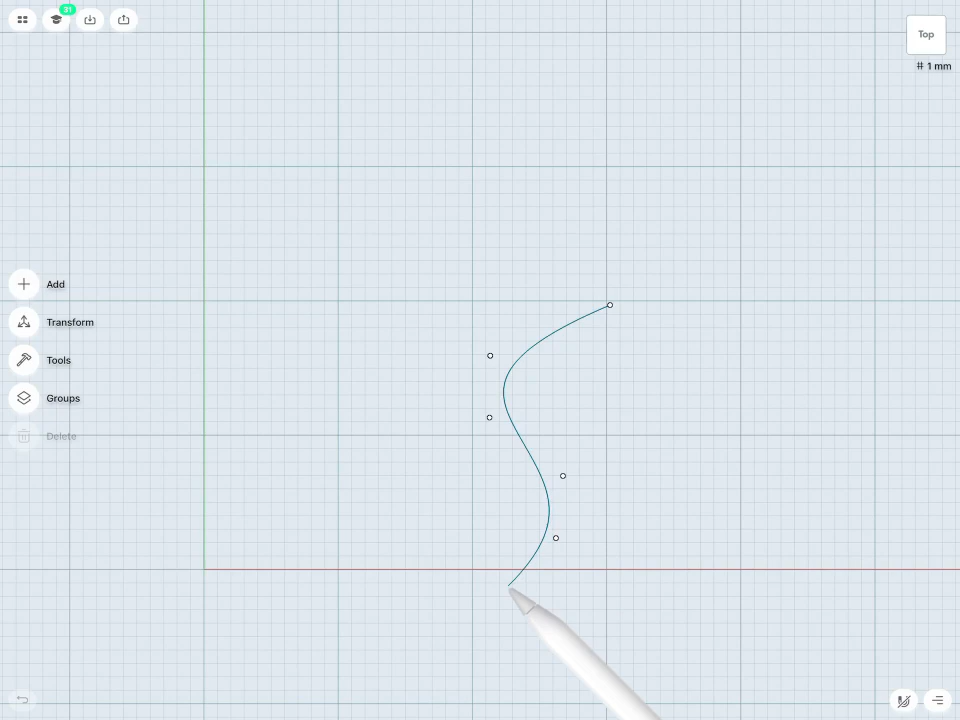 31
Top
# 1 mm
Add
Transform
Tools
Groups
Delete